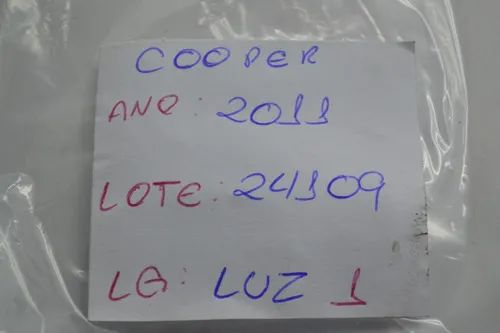 COOPER
ANO: 2011
LOTE: 24109
LG: LUZ 1